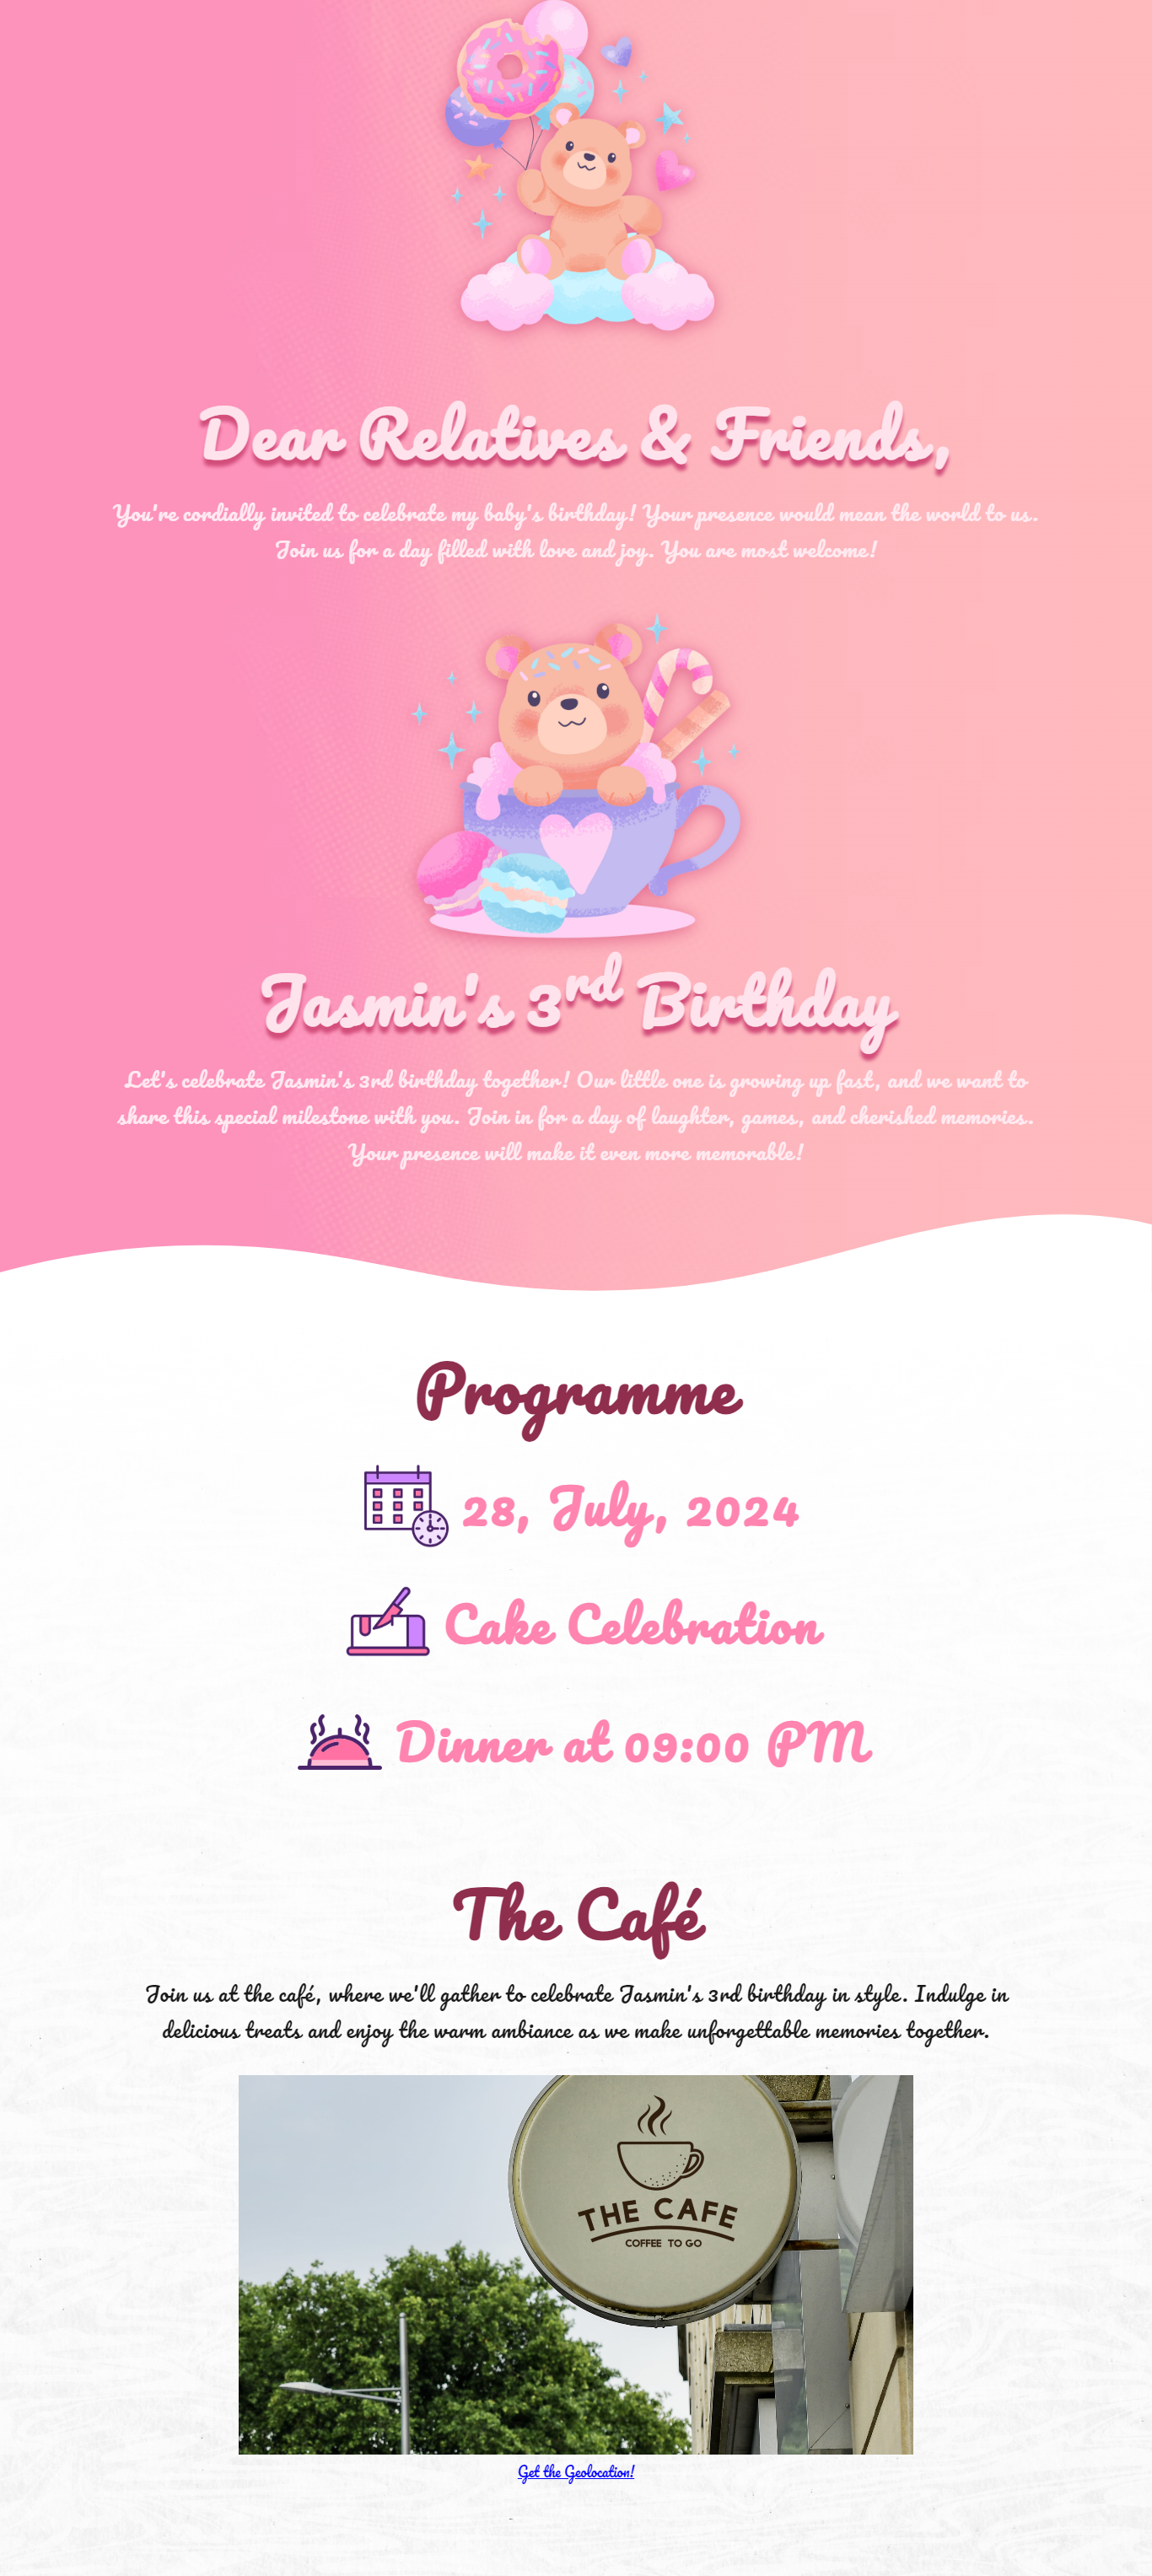 Dear Relatives & Friends,
You're cordially invited to celebrate my baby's birthday! Your presence would mean the world to us.
Join us for a day filled with love and joy. You are most welcome!
Jasmin's 3rd Birthday
Let's celebrate Jasmin's 3rd birthday together! Our little one is growing up fast, and we want to
share this special milestone with you. Join in for a day of laughter, games, and cherished memories.
Your presence will make it even more memorable!
Programme
28, July, 2024
Cake Celebration
Dinner at 09:00 PM
The Café
Join us at the café, where we'll gather to celebrate Jasmin's 3rd birthday in style. Indulge in
delicious treats and enjoy the warm ambiance as we make unforgettable memories together.
THE CAFE
COFFEE TO GO
Get the Geolocation!